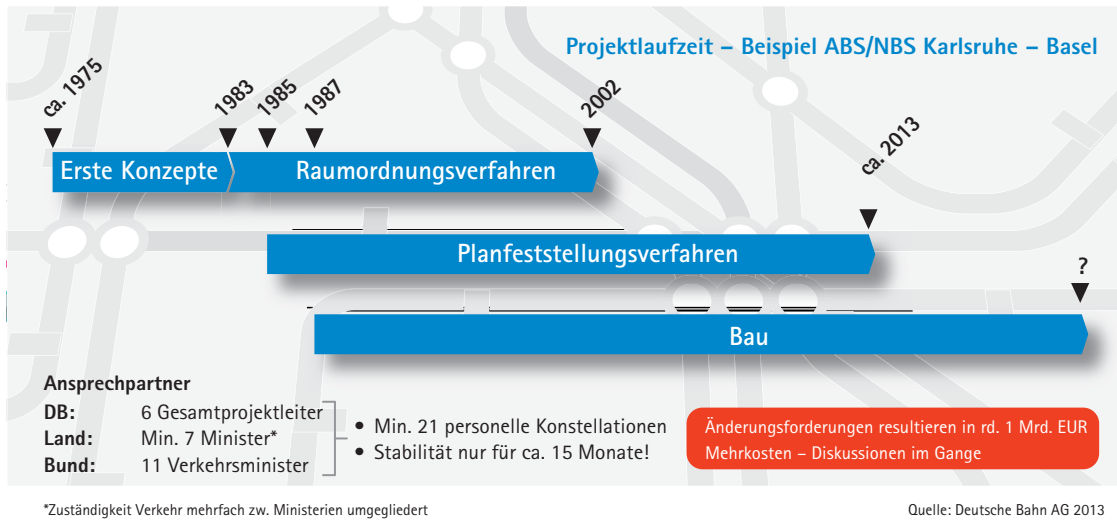 Projektlaufzeit – Beispiel ABS/NBS Karlsruhe – Basel
ca. 1975
1983
1985
1987
2002
ca. 2013
Erste Konzepte
Raumordnungsverfahren
Planfeststellungsverfahren
?
Bau
Ansprechpartner
DB: 6 Gesamtprojektleiter
Land: Min. 7 Minister*
Bund: 11 Verkehrsminister
• Min. 21 personelle Konstellationen
• Stabilität nur für ca. 15 Monate!
Änderungsforderungen resultieren in rd. 1 Mrd. EUR
Mehrkosten – Diskussionen im Gange
*Zuständigkeit Verkehr mehrfach zw. Ministerien umgegliedert
Quelle: Deutsche Bahn AG 2013